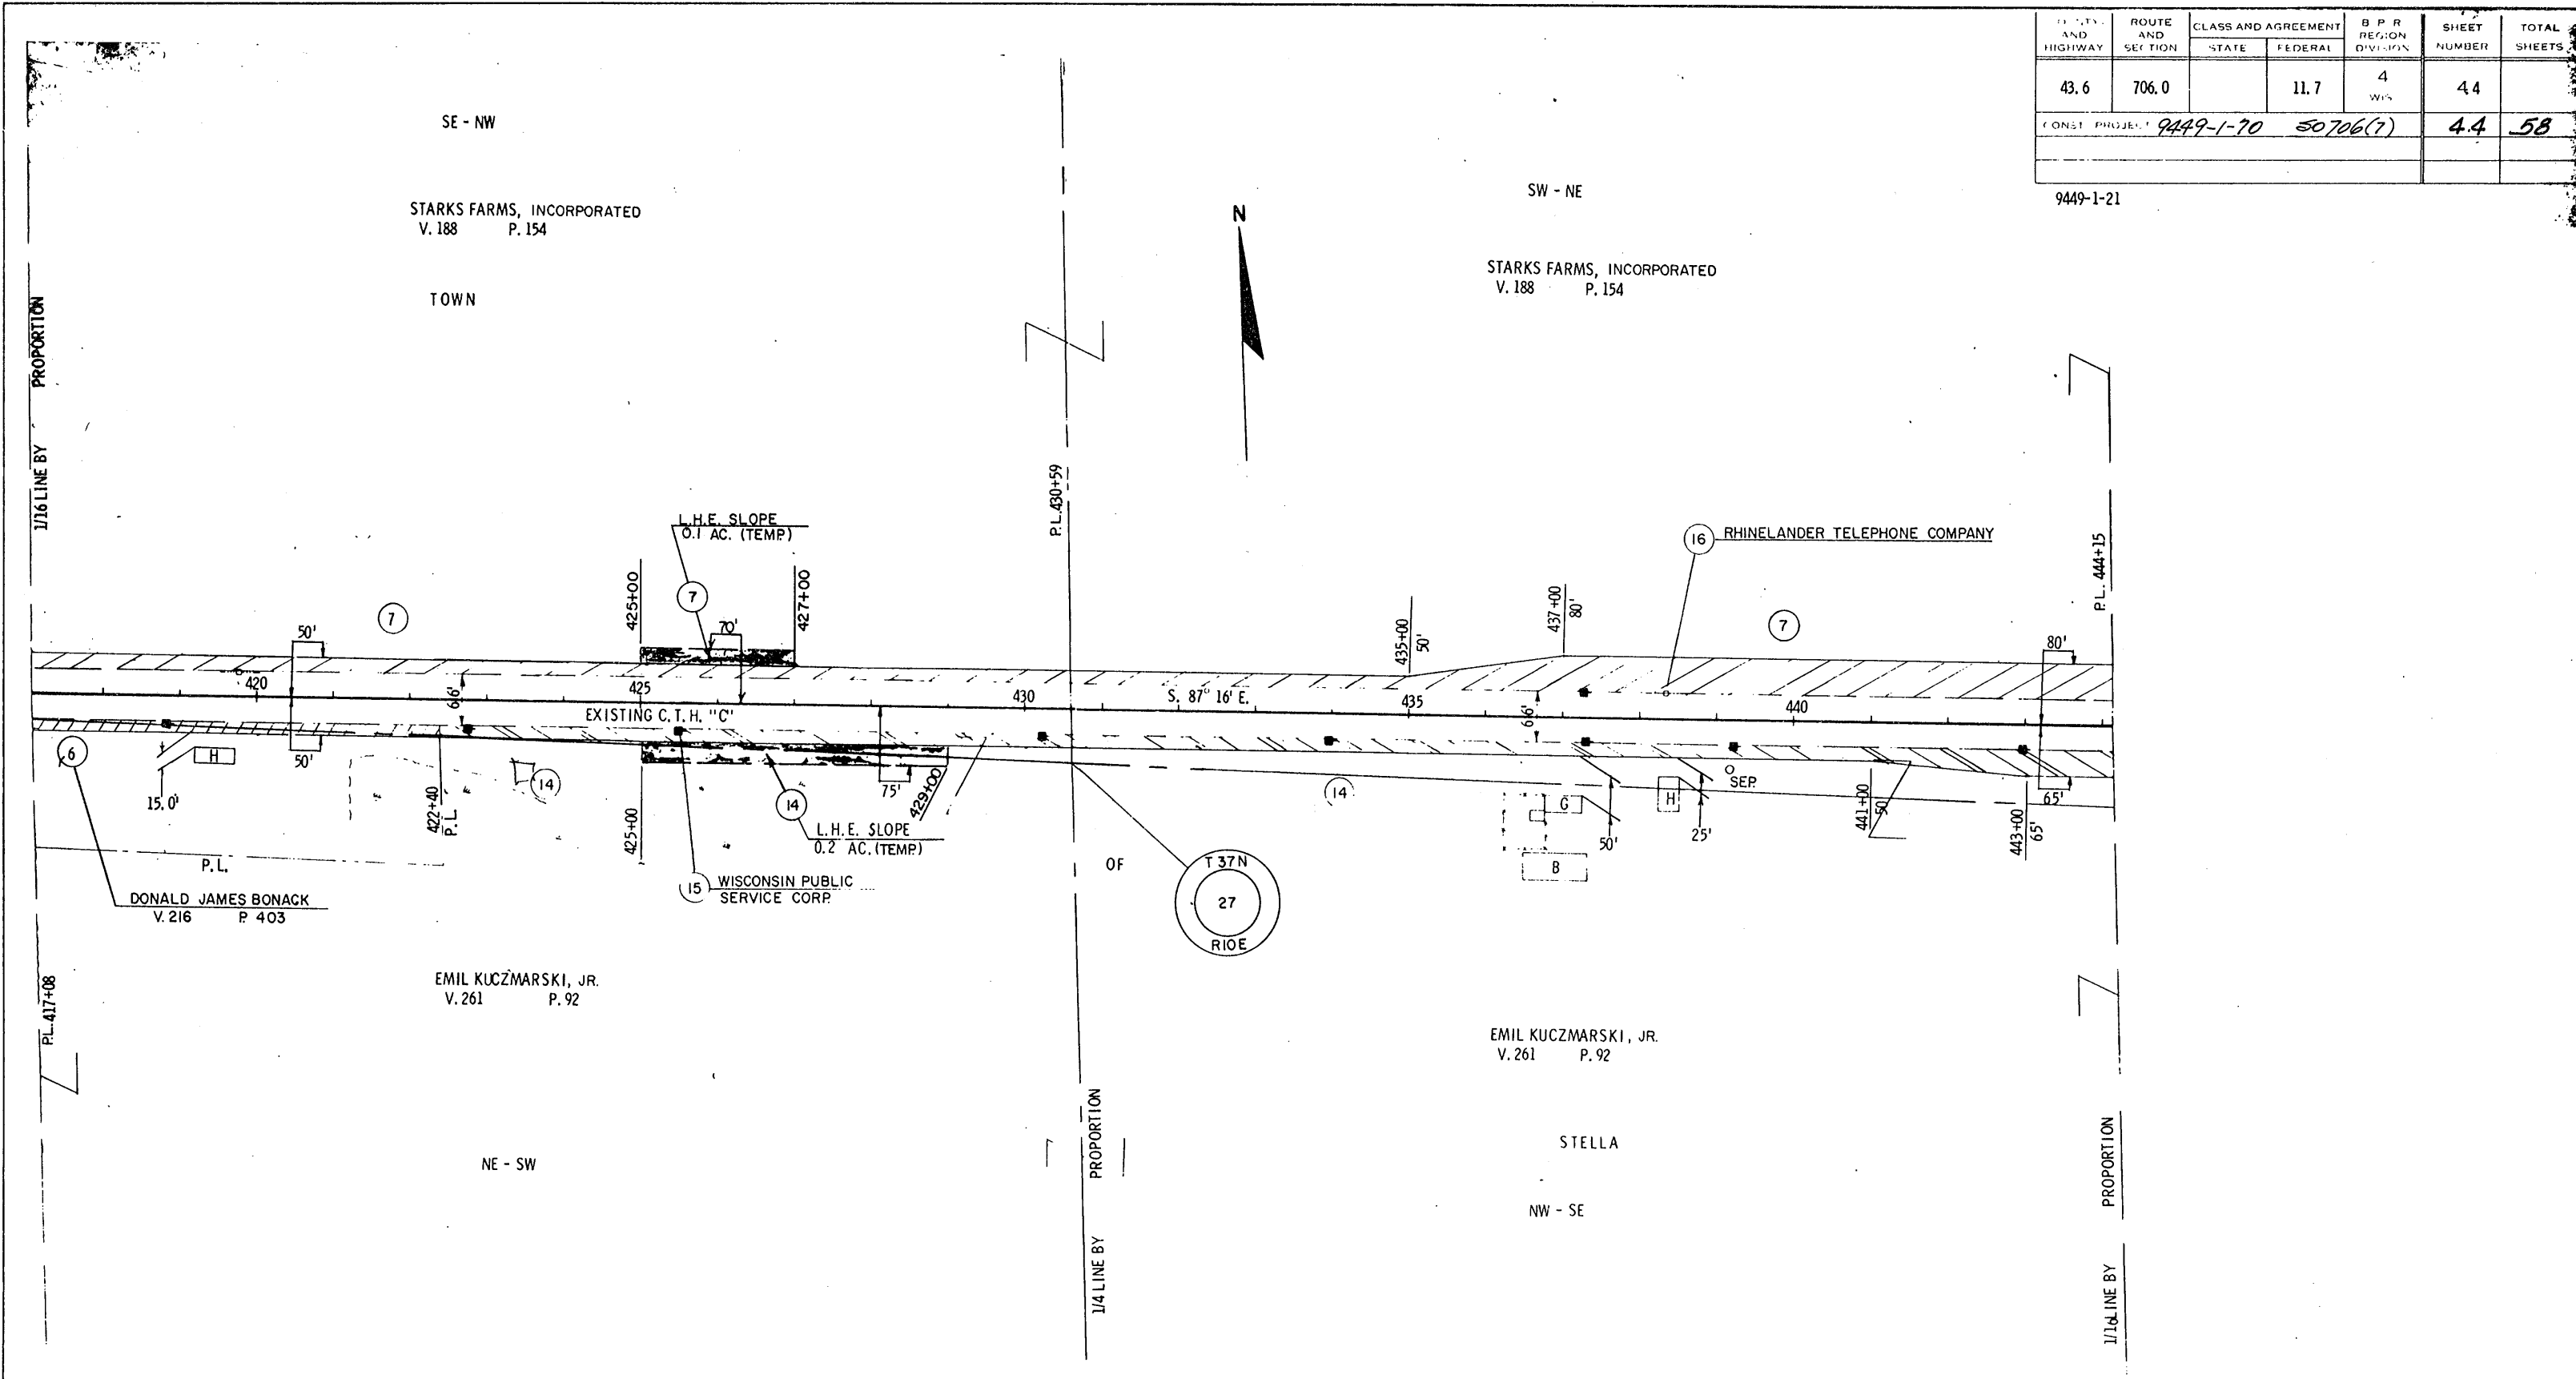 AND HIGHWAY
ROUTE AND SECTION
CLASS AND AGREEMENT
STATE
FEDERAL
B P R REGION DIVISION
SHEET NUMBER
TOTAL SHEETS
43.6
706.0
11.7
4 WIS
44
CONST PROJECT 9449-1-70 S0706(7)
4.4
58
9449-1-21
SE - NW
STARKS FARMS, INCORPORATED
V. 188 P. 154
TOWN
SW - NE
STARKS FARMS, INCORPORATED
V. 188 P. 154
N
1/16 LINE BY PROPORTION
P.L. 430+59
P.L. 444+15
L.H.E. SLOPE
0.1 AC. (TEMP)
7
425+00
427+00
70'
16
RHINELANDER TELEPHONE COMPANY
7
50'
435+00
50'
437+00
80'
7
80'
420
66'
425
430
S. 87° 16' E.
435
66'
440
EXISTING C.T.H. "C"
6
H
15.0'
50'
422+40
P.L.
14
425+00
14
75'
429+00
L.H.E. SLOPE
0.2 AC. (TEMP)
14
G
B
50'
H
25'
SEP.
441+00
50
443+00
65'
65'
P.L.
DONALD JAMES BONACK
V. 216 P. 403
15
WISCONSIN PUBLIC
SERVICE CORP.
OF
T 37N
27
R10E
P.L. 417+08
EMIL KUCZMARSKI, JR.
V. 261 P. 92
EMIL KUCZMARSKI, JR.
V. 261 P. 92
STELLA
NE - SW
NW - SE
1/4 LINE BY PROPORTION
1/16 LINE BY PROPORTION